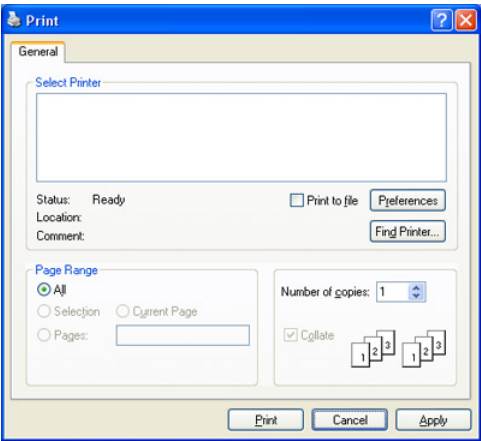 Print
General
Select Printer
Status: Ready
Location:
Comment:
Print to file
Preferences
Find Printer...
Page Range
All
Selection Current Page
Pages:
Number of copies: 1
Collate
1 2 3 1 2 3
Print Cancel Apply